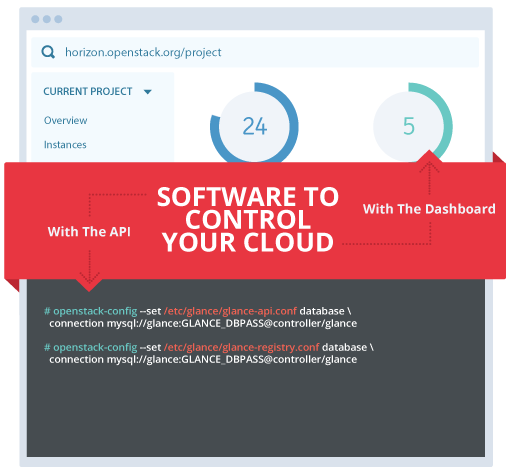 horizon.openstack.org/project
CURRENT PROJECT
Overview
Instances
24
5
SOFTWARE TO
CONTROL
YOUR CLOUD
With The API
With The Dashboard
# openstack-config --set /etc/glance/glance-api.conf database \
connection mysql://glance:GLANCE_DBPASS@controller/glance
# openstack-config --set /etc/glance/glance-registry.conf database \
connection mysql://glance:GLANCE_DBPASS@controller/glance